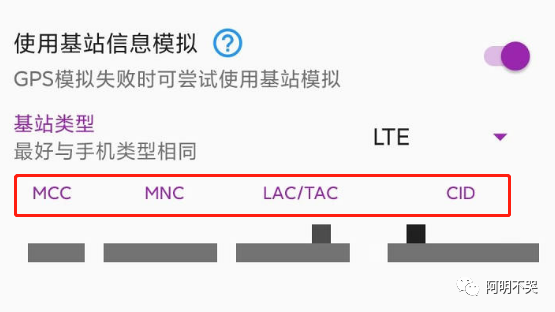 使用基站信息模拟 ?
GPS模拟失败时可尝试使用基站模拟
基站类型
最好与手机类型相同
LTE
MCC MNC LAC/TAC CID
阿明不哭